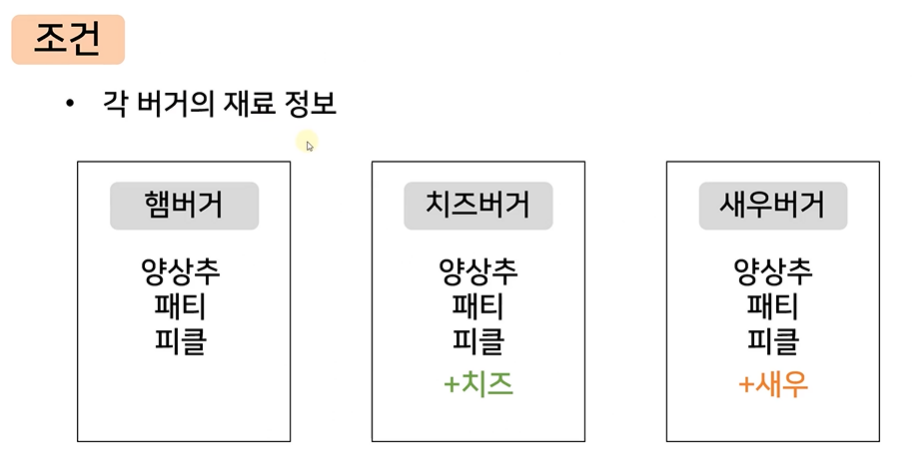 조건
• 각 버거의 재료 정보
햄버거
양상추
패티
피클
치즈버거
양상추
패티
피클
+치즈
새우버거
양상추
패티
피클
+새우